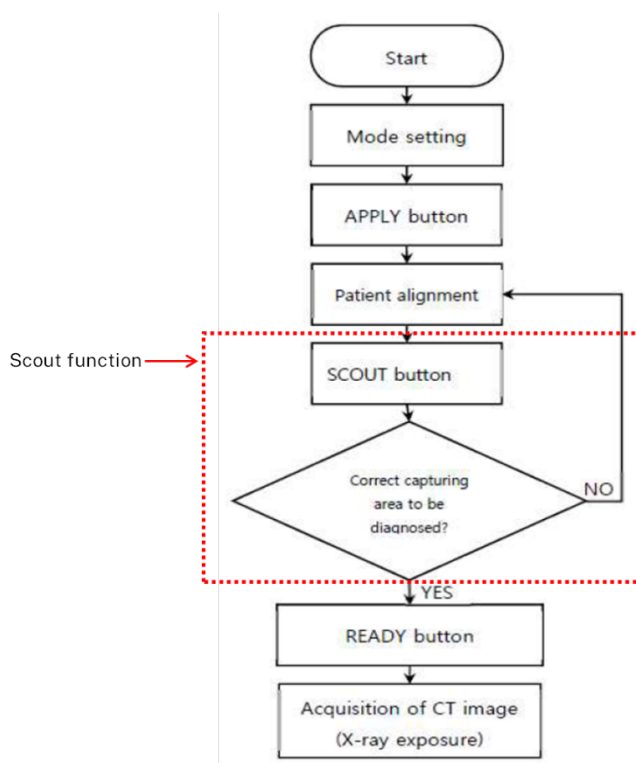 Start
Mode setting
APPLY button
Patient alignment
Scout function
SCOUT button
Correct capturing
area to be
diagnosed?
NO
YES
READY button
Acquisition of CT image
(X-ray exposure)